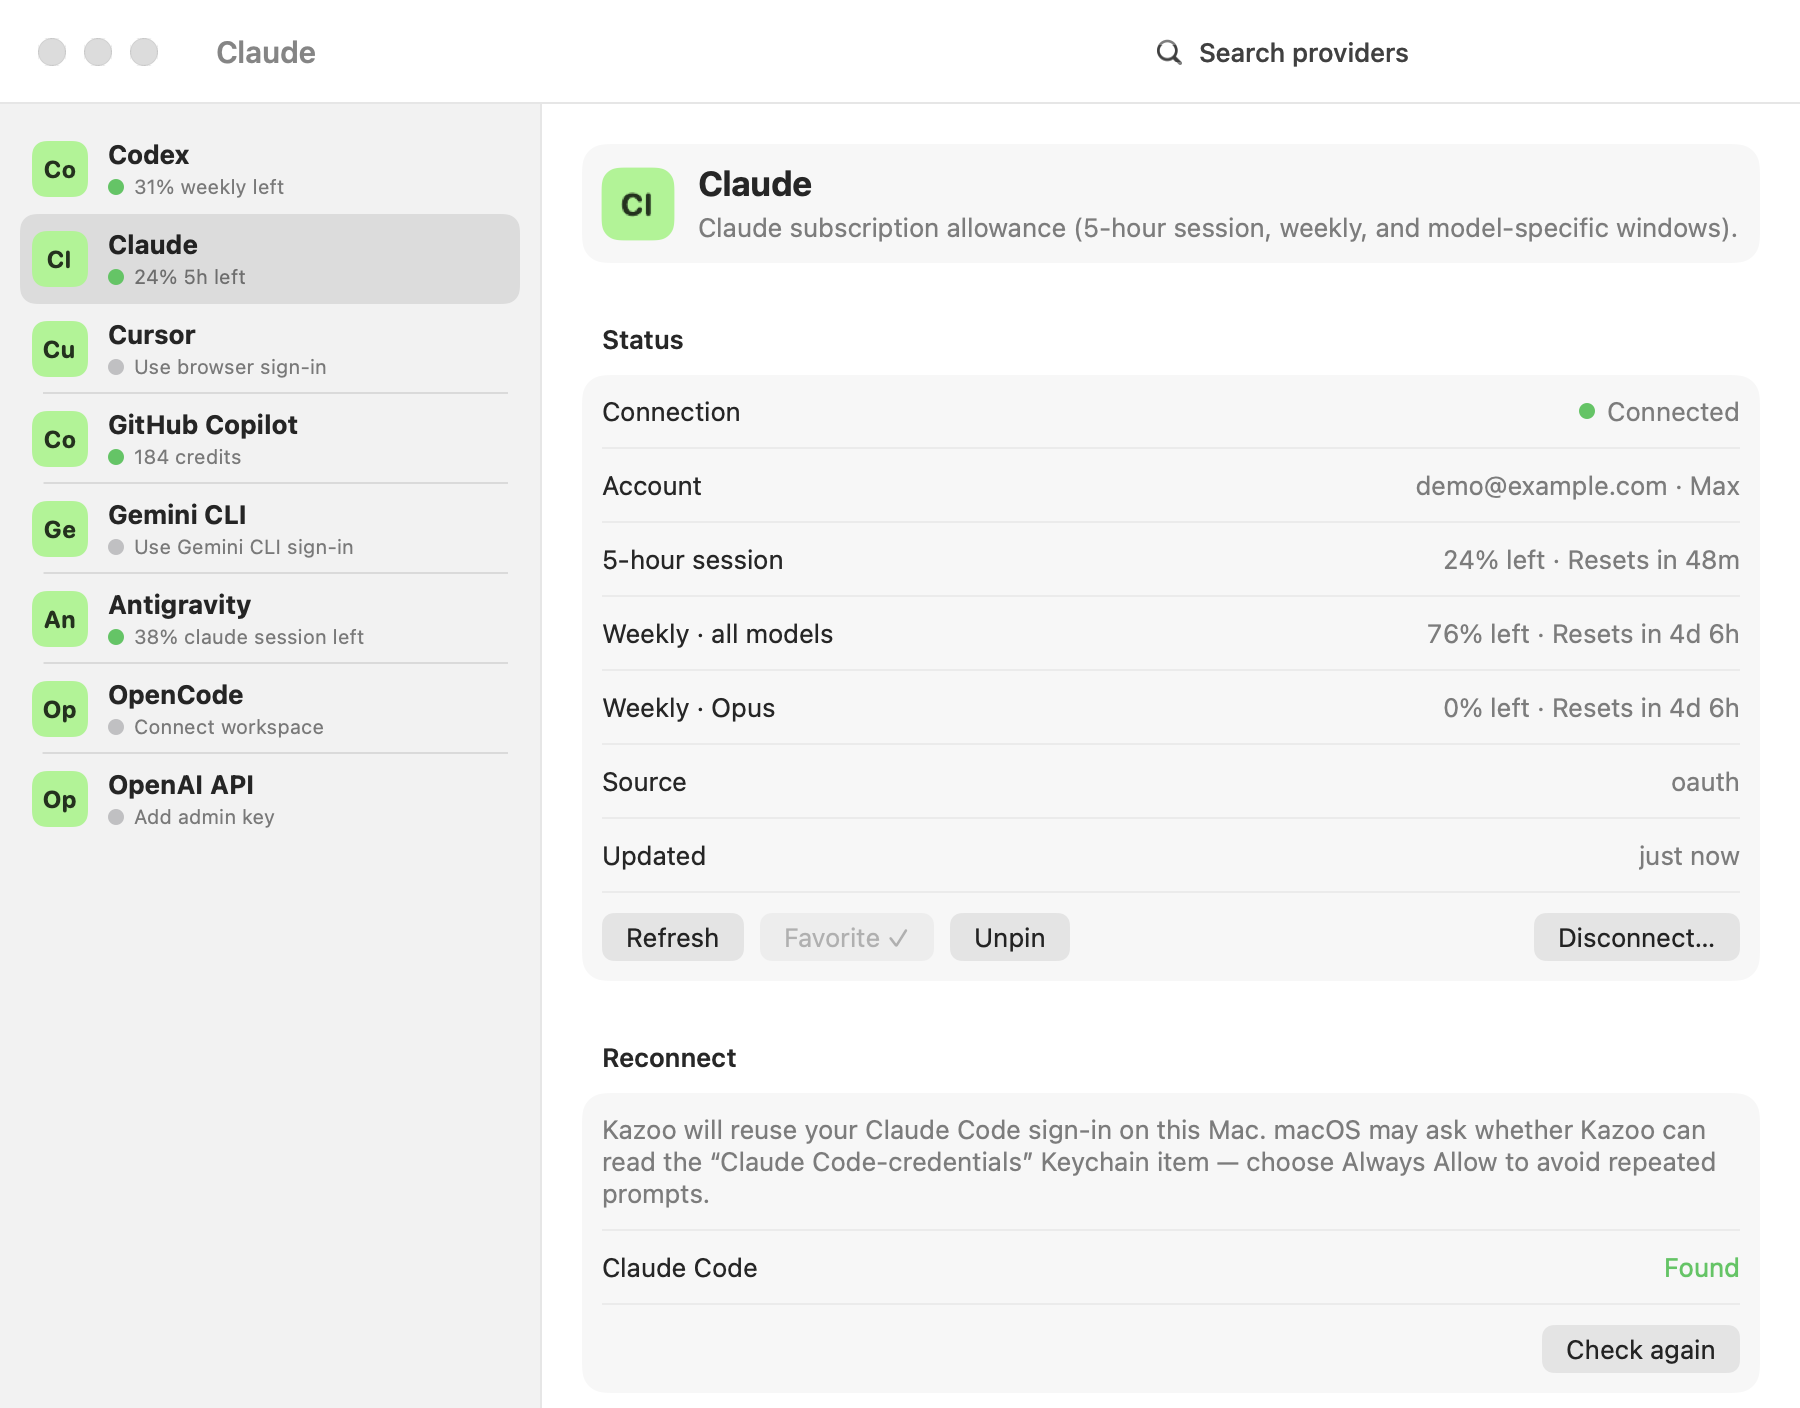 Claude
Search providers
Co
Codex
31% weekly left
Cl
Claude
24% 5h left
Cu
Cursor
Use browser sign-in
Co
GitHub Copilot
184 credits
Ge
Gemini CLI
Use Gemini CLI sign-in
An
Antigravity
38% claude session left
Op
OpenCode
Connect workspace
Op
OpenAI API
Add admin key
Cl
Claude
Claude subscription allowance (5-hour session, weekly, and model-specific windows).
Status
Connection
Connected
Account
demo@example.com · Max
5-hour session
24% left · Resets in 48m
Weekly · all models
76% left · Resets in 4d 6h
Weekly · Opus
0% left · Resets in 4d 6h
Source
oauth
Updated
just now
Refresh
Favorite ✓
Unpin
Disconnect...
Reconnect
Kazoo will reuse your Claude Code sign-in on this Mac. macOS may ask whether Kazoo can
read the “Claude Code-credentials” Keychain item — choose Always Allow to avoid repeated
prompts.
Claude Code
Found
Check again